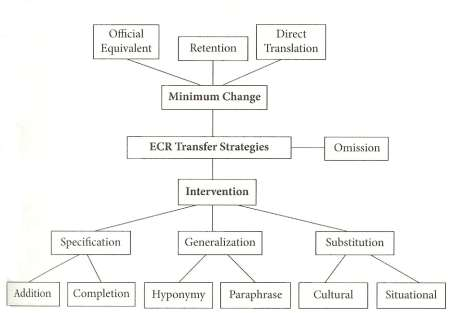 Official
Equivalent
Retention
Direct
Translation
Minimum Change
ECR Transfer Strategies
Omission
Intervention
Specification
Generalization
Substitution
Addition
Completion
Hyponymy
Paraphrase
Cultural
Situational